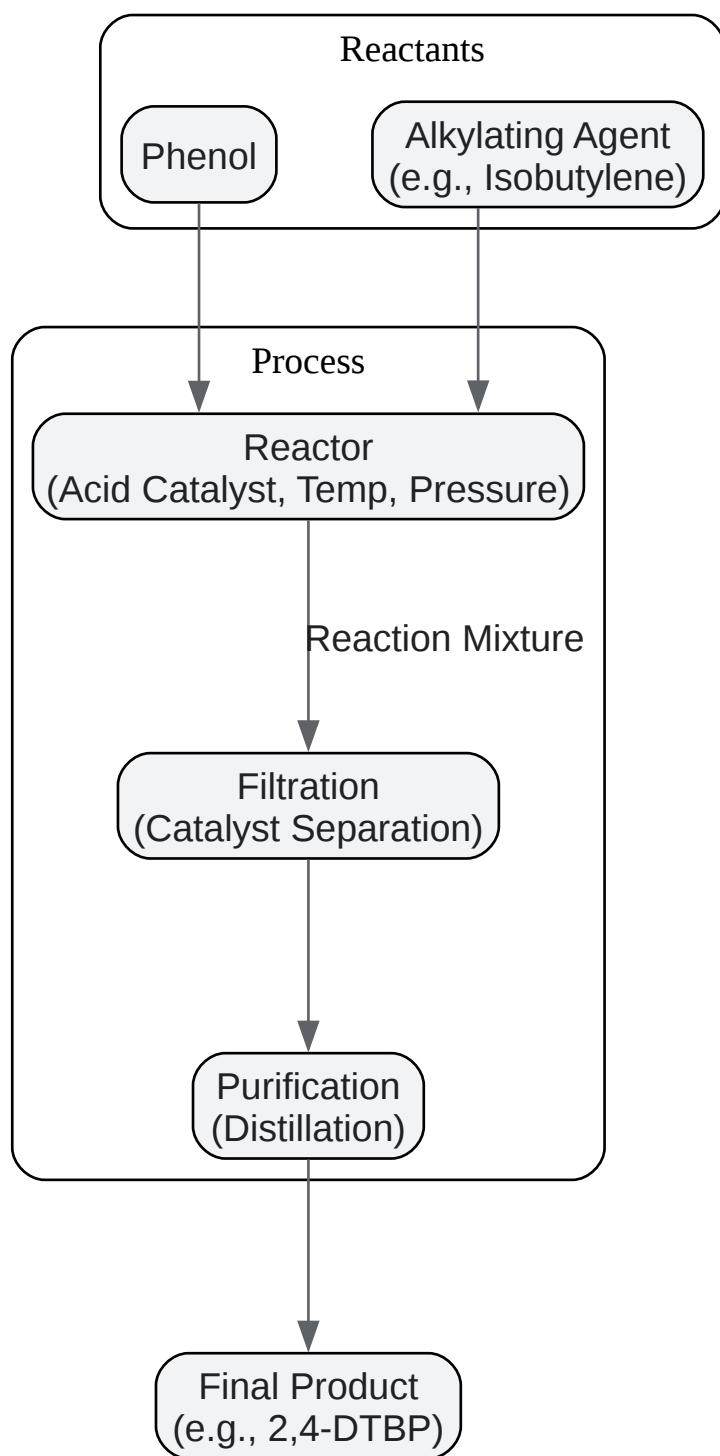 Reactants
Phenol
Alkylating Agent
(e.g., Isobutylene)
Process
Reactor
(Acid Catalyst, Temp, Pressure)
Reaction Mixture
Filtration
(Catalyst Separation)
Purification
(Distillation)
Final Product
(e.g., 2,4-DTBP)